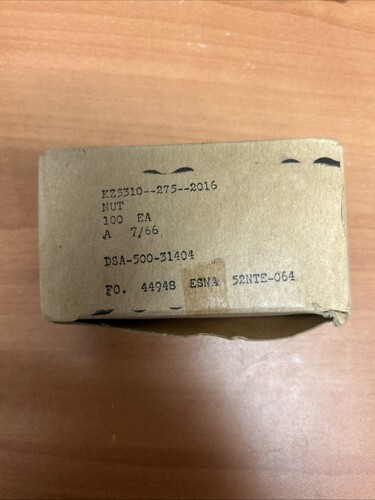 KZ5310--275--2016
NUT
100 EA
A 7/66
DSA-500-31404
FO. 44948 ESNA 52NTE-064